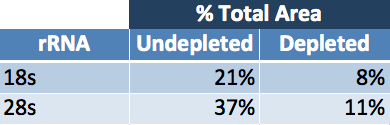 % Total Area
rRNA Undepleted Depleted
18s 21% 8%
28s 37% 11%